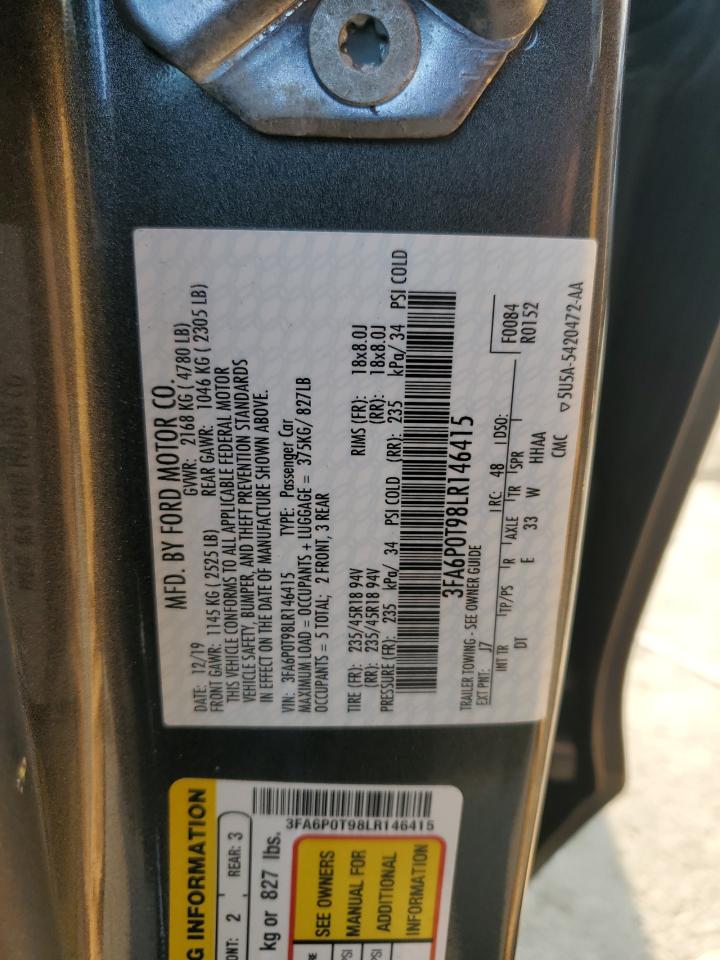 MFD. BY FORD MOTOR CO.
DATE: 12/19 GVWR: 2168 KG ( 4780 LB)
FRONT GAWR: 1145 KG ( 2525 LB) REAR GAWR: 1046 KG ( 2305 LB)
THIS VEHICLE CONFORMS TO ALL APPLICABLE FEDERAL MOTOR
VEHICLE SAFETY, BUMPER, AND THEFT PREVENTION STANDARDS
IN EFFECT ON THE DATE OF MANUFACTURE SHOWN ABOVE.
VIN: 3FA6P0T98LR146415 TYPE: Passenger Car
MAXIMUM LOAD = OCCUPANTS + LUGGAGE = 375KG/ 827LB
OCCUPANTS = 5 TOTAL; 2 FRONT, 3 REAR
TIRE (FR): 235/45R18 94V RIMS (FR): 18x8.0J
(RR): 235/45R18 94V (RR): 18x8.0J
PRESSURE (FR): 235 kPa/ 34 PSI COLD (RR): 235 kPa/ 34 PSI COLD
3FA6P0T98LR146415
TRAILER TOWING - SEE OWNER GUIDE
EXT PNT: J7 RC: 48 DSO: F0084
R0152
INT TR TP/PS R AXLE TR SPR
DT E 33 W HHAA
CMC ▽5U5A-5420472-AA
G INFORMATION
ONT: 2 REAR: 3
kg or 827 lbs.
3FA6P0T98LR146415
SEE OWNERS
MANUAL FOR
ADDITIONAL
INFORMATION